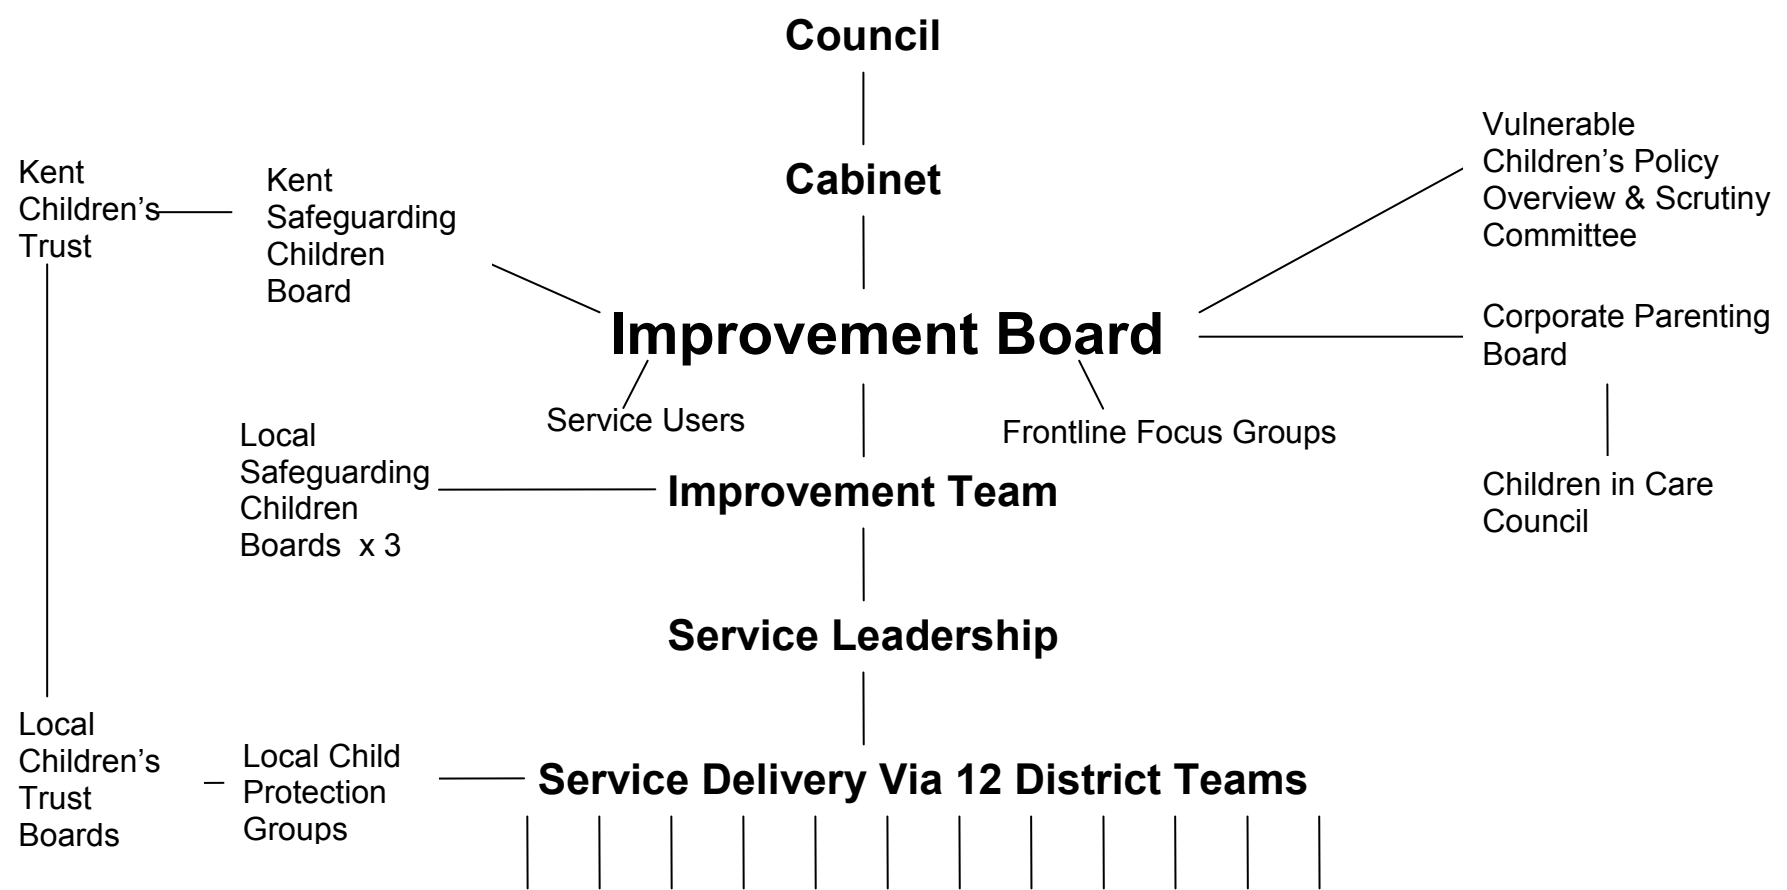 Council
Cabinet
Vulnerable
Children’s Policy
Overview & Scrutiny
Committee
Kent
Children’s
Trust
Kent
Safeguarding
Children
Board
Improvement Board
Corporate Parenting
Board
Service Users
Frontline Focus Groups
Local
Safeguarding
Children
Boards x 3
Improvement Team
Children in Care
Council
Service Leadership
Local
Children’s
Trust
Boards
Local Child
Protection
Groups
Service Delivery Via 12 District Teams